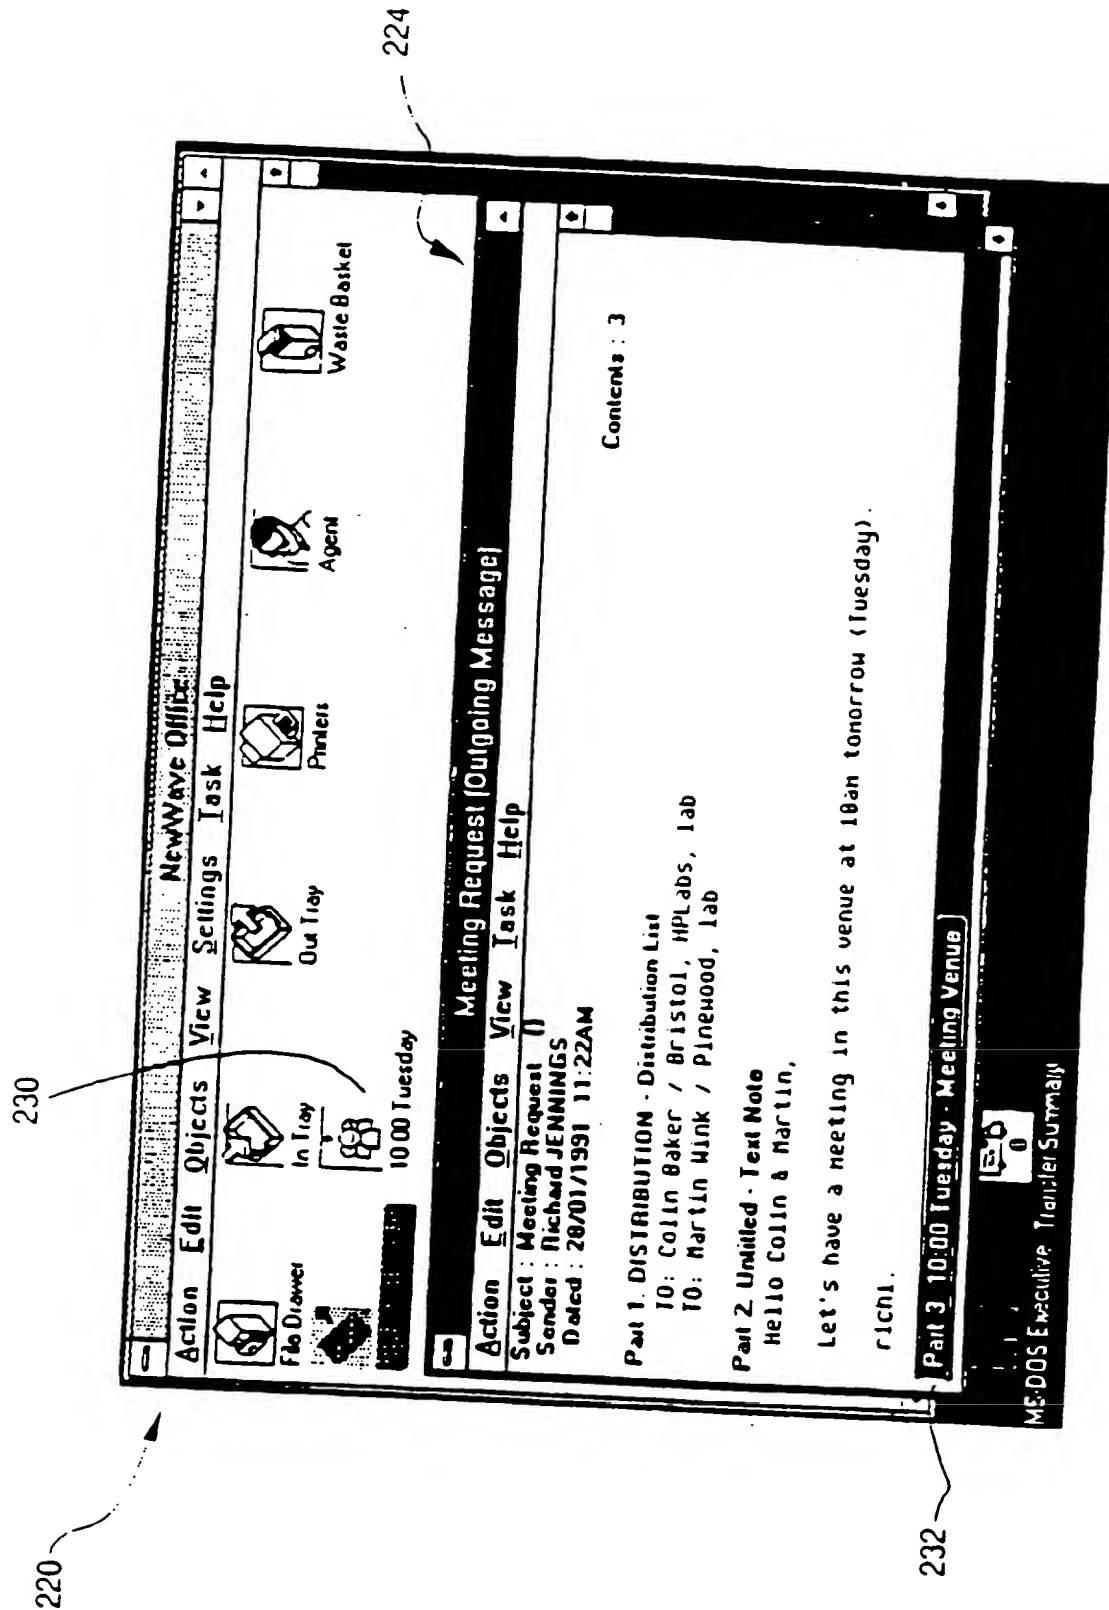 220
230
224
232
NewWave Office
Action Edit Objects View Settings Task Help
File Drawer
In Tray
Out Tray
Printers
Agent
Waste Basket
10:00 Tuesday
Meeting Request [Outgoing Message]
Action Edit Objects View Task Help
Subject : Meeting Request
Sender : Richard JENNINGS
Dated : 28/01/1991 11:22AM
Contents : 3
Part 1. DISTRIBUTION - Distribution List
TO: Colin Baker / Bristol, HPLabs, lab
TO: Martin Wink / Pinewood, lab
Part 2. Untitled - Text Note
Hello Colin & Martin,
Let's have a meeting in this venue at 10am tomorrow (Tuesday).
richi.
Part 3 10:00 Tuesday - Meeting Venue
0
MS-DOS Executive Transfer Summary